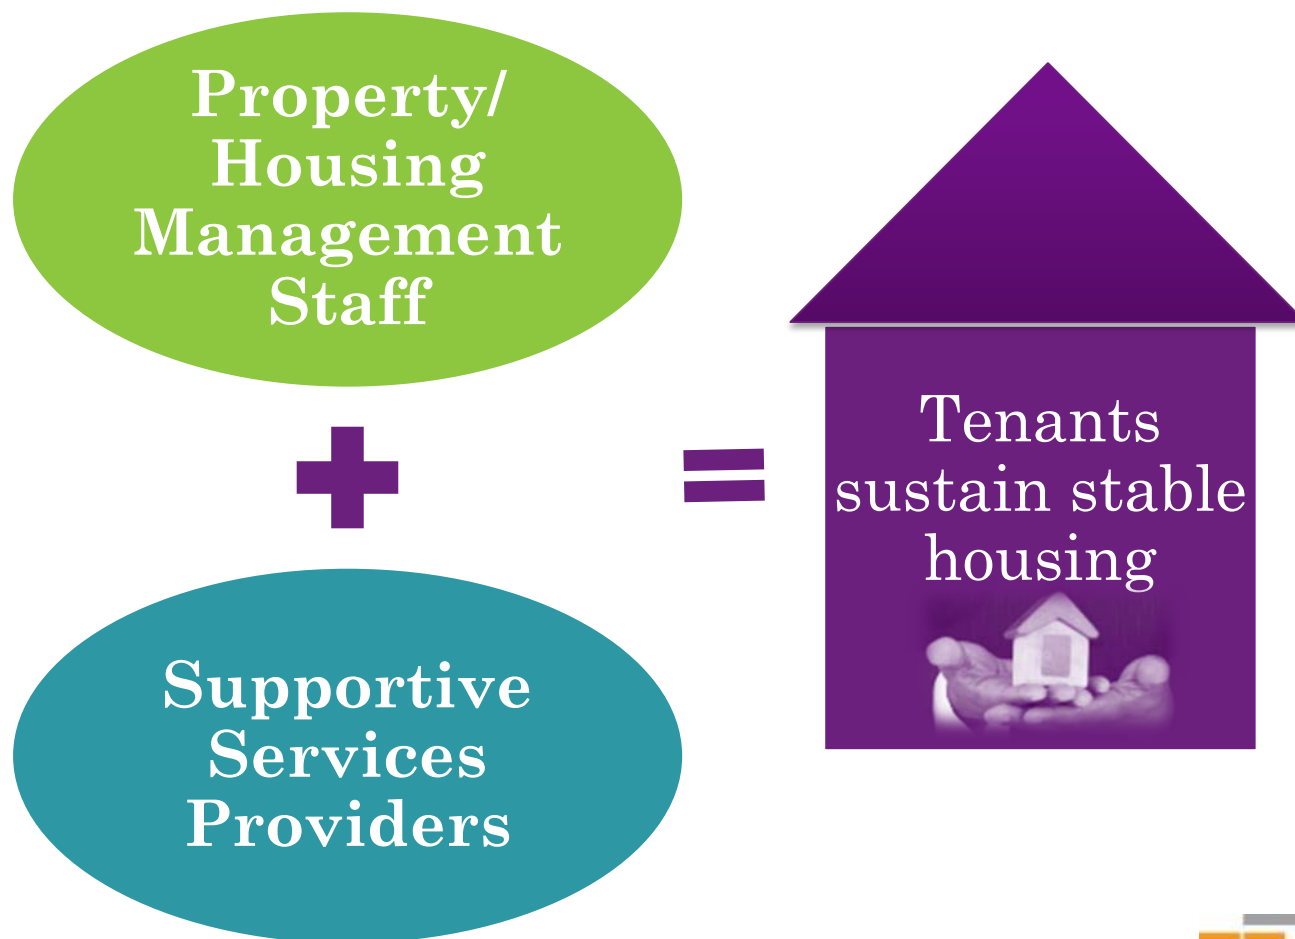 Property/
Housing
Management
Staff
Supportive
Services
Providers
Tenants
sustain stable
housing